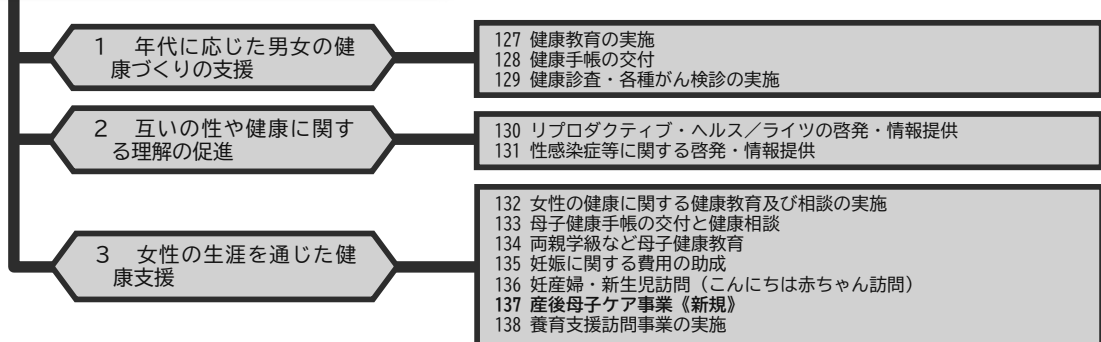 １　年代に応じた男女の健
康づくりの支援
127 健康教育の実施
128 健康手帳の交付
129 健康診査・各種がん検診の実施
２　互いの性や健康に関す
る理解の促進
130 リプロダクティブ・ヘルス／ライツの啓発・情報提供
131 性感染症等に関する啓発・情報提供
３　女性の生涯を通じた健
康支援
132 女性の健康に関する健康教育及び相談の実施
133 母子健康手帳の交付と健康相談
134 両親学級など母子健康教育
135 妊娠に関する費用の助成
136 妊産婦・新生児訪問（こんにちは赤ちゃん訪問）
137 産後母子ケア事業《新規》
138 養育支援訪問事業の実施